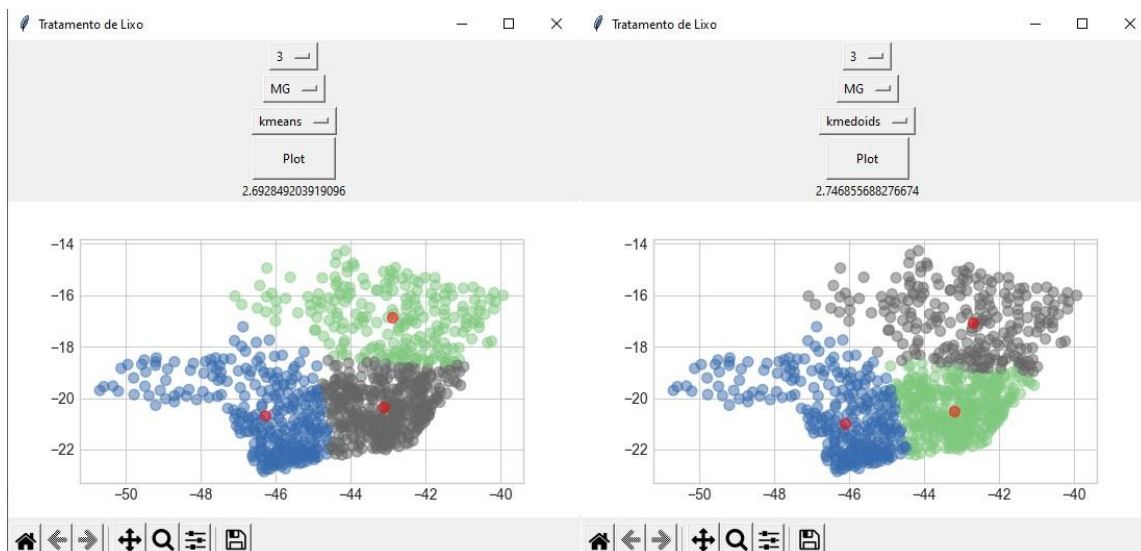 Tratamento de Lixo
3
MG
kmeans
Plot
2.692849203919096
−14
−16
−18
−20
−22
−50 −48 −46 −44 −42 −40
Tratamento de Lixo
3
MG
kmedoids
Plot
2.746855688276674
−14
−16
−18
−20
−22
−50 −48 −46 −44 −42 −40